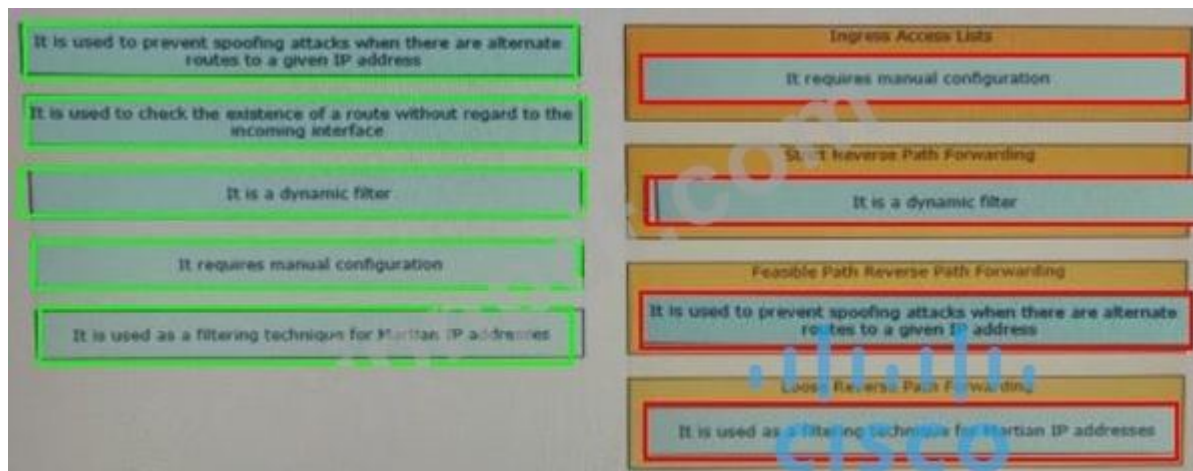 It is used to prevent spoofing attacks when there are alternate
routes to a given IP address
It is used to check the existence of a route without regard to the
incoming interface
It is a dynamic filter
It requires manual configuration
It is used as a filtering technique for Martian IP addresses
Ingress Access Lists
It requires manual configuration
Reverse Path Forwarding
It is a dynamic filter
Feasible Path Reverse Path Forwarding
It is used to prevent spoofing attacks when there are alternate
routes to a given IP address
Loose Reverse Path Forwarding
It is used as a filtering technique for Martian IP addresses
CISCO
.com